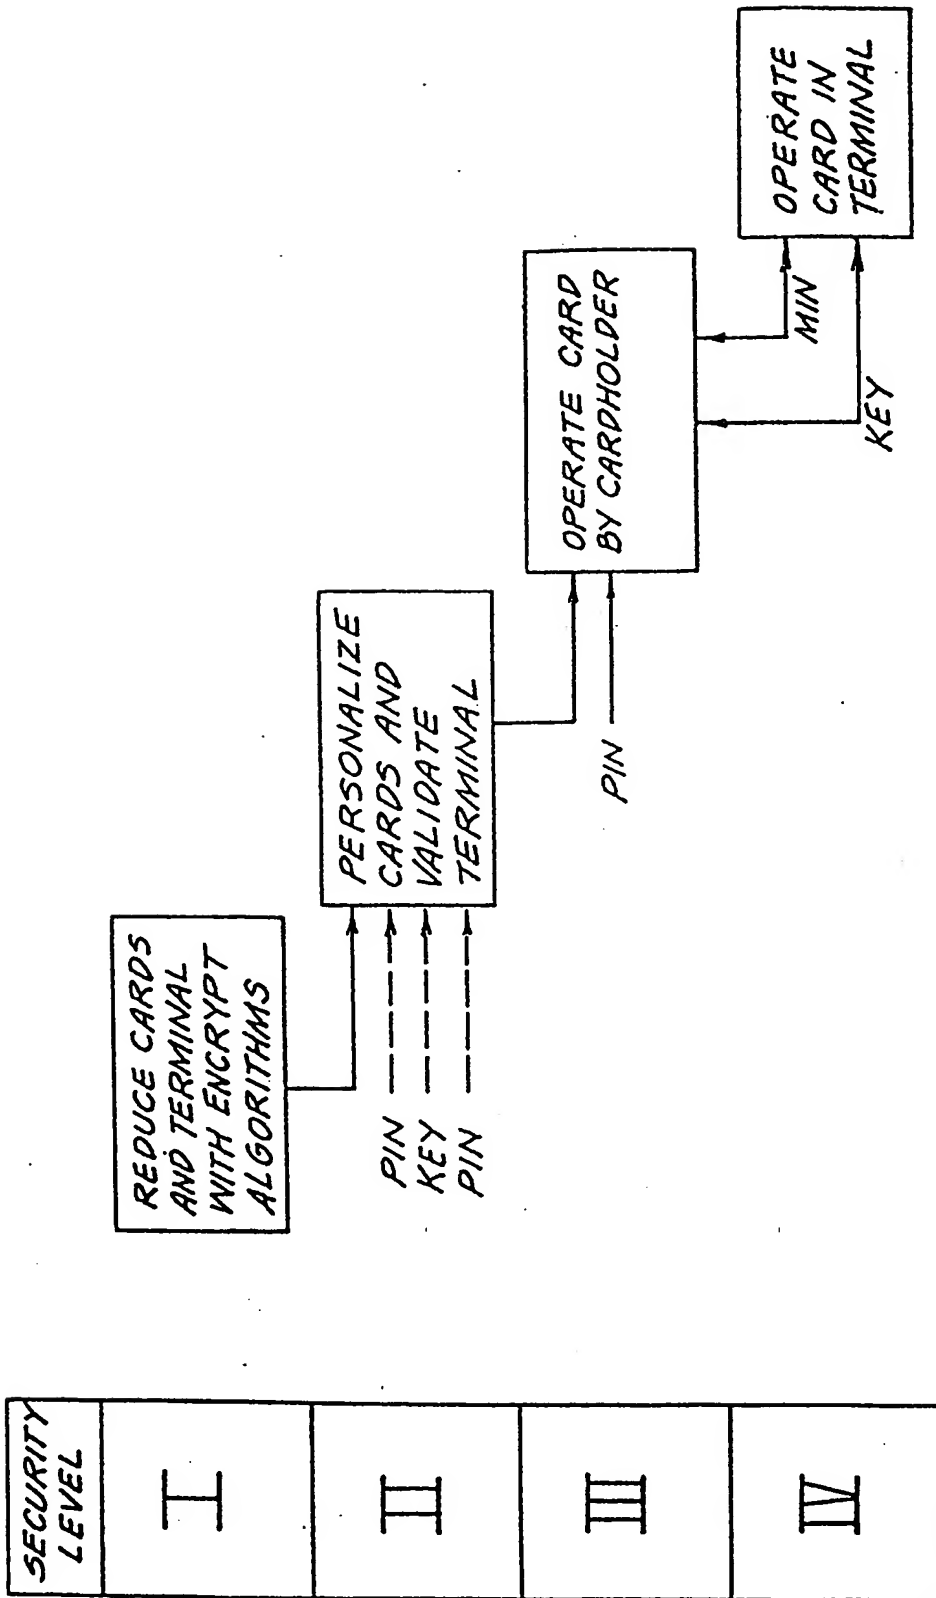 SECURITY
LEVEL
I
REDUCE CARDS
AND TERMINAL
WITH ENCRYPT
ALGORITHMS
II
PIN
KEY
PIN
PERSONALIZE
CARDS AND
VALIDATE
TERMINAL
III
PIN
OPERATE CARD
BY CARDHOLDER
IV
KEY
MIN
OPERATE
CARD IN
TERMINAL